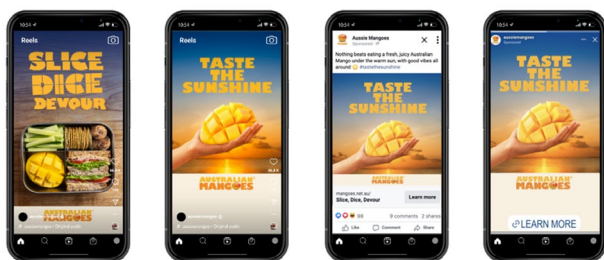 10:54
Reels
SLICE
DICE
DEVOUR
AUSTRALIAN
MANGOES
10:54
Reels
TASTE
THE
SUNSHINE
AUSTRALIAN
MANGOES
10:54
Aussie Mangoes
Sponsored
Nothing beats eating a fresh, juicy Australian
Mango under the warm sun, with good vibes all
around #tastethesunshine
TASTE
THE
SUNSHINE
AUSTRALIAN
MANGOES
mangoes.net.au/
Slice, Dice, Devour
Learn more
98
9 comments 2 shares
Like Comment Share
10:54
aussiemangoes
Sponsored
TASTE
THE
SUNSHINE
AUSTRALIAN
MANGOES
LEARN MORE